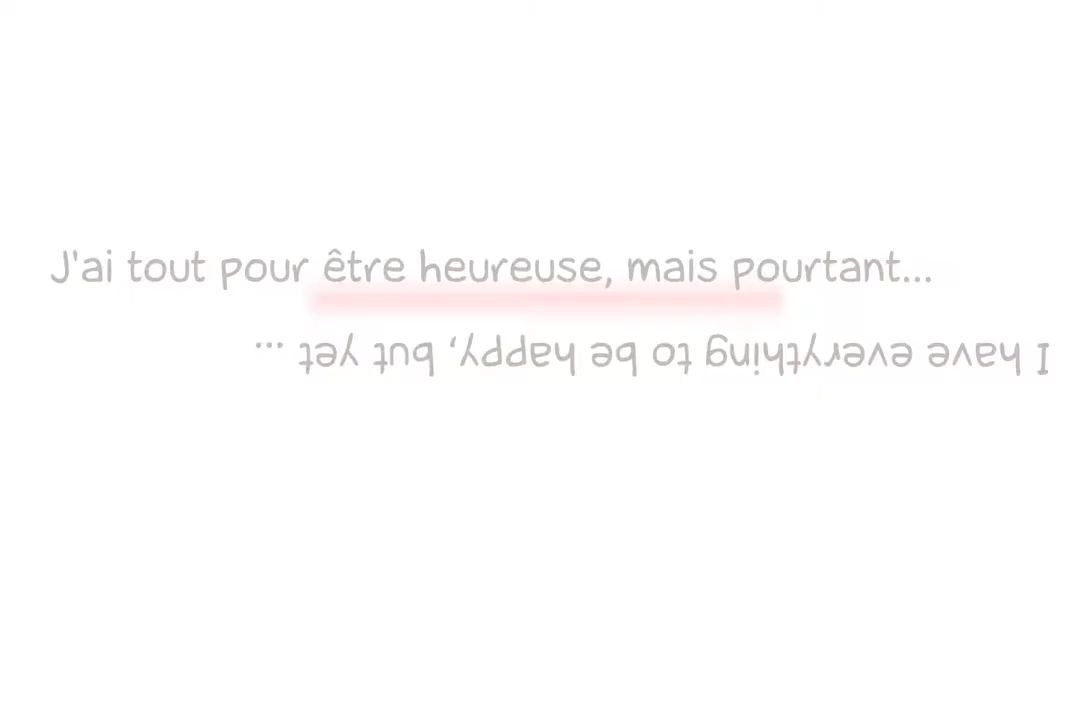 J'ai tout pour être heureuse, mais pourtant...
I have everything to be happy, but yet ...